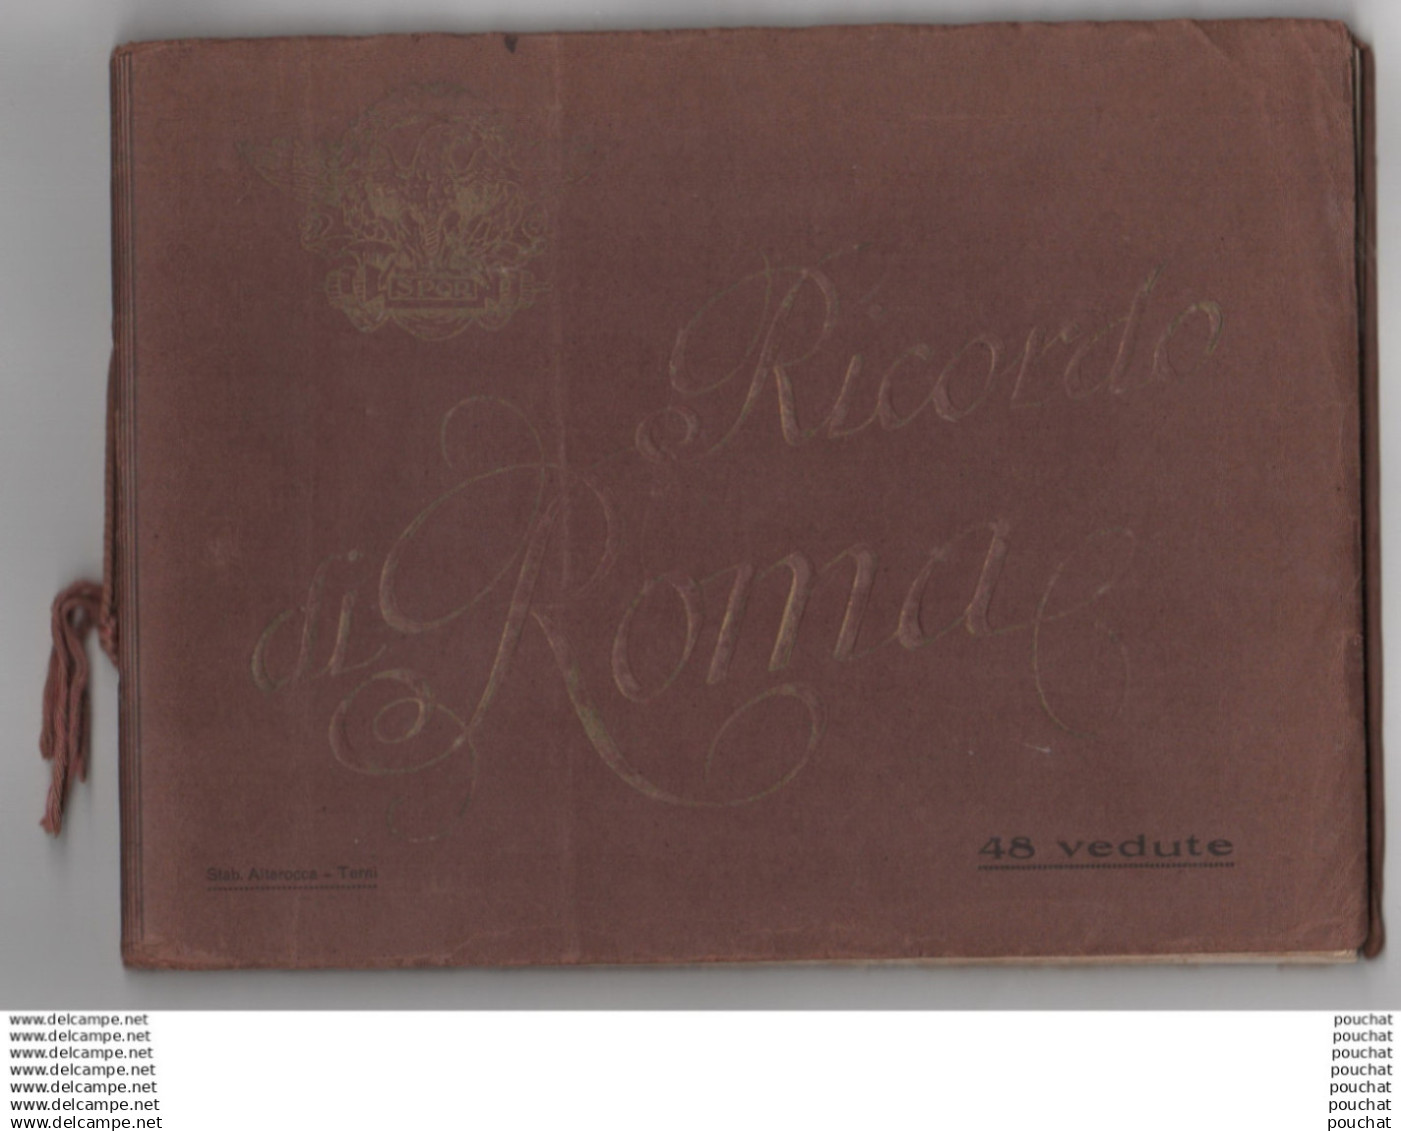 SPQR
Ricordo
di Roma
48 vedute
Stab. Alterocca - Terni
www.delcampe.net
www.delcampe.net
www.delcampe.net
www.delcampe.net
www.delcampe.net
www.delcampe.net
www.delcampe.net
pouchat
pouchat
pouchat
pouchat
pouchat
pouchat
pouchat